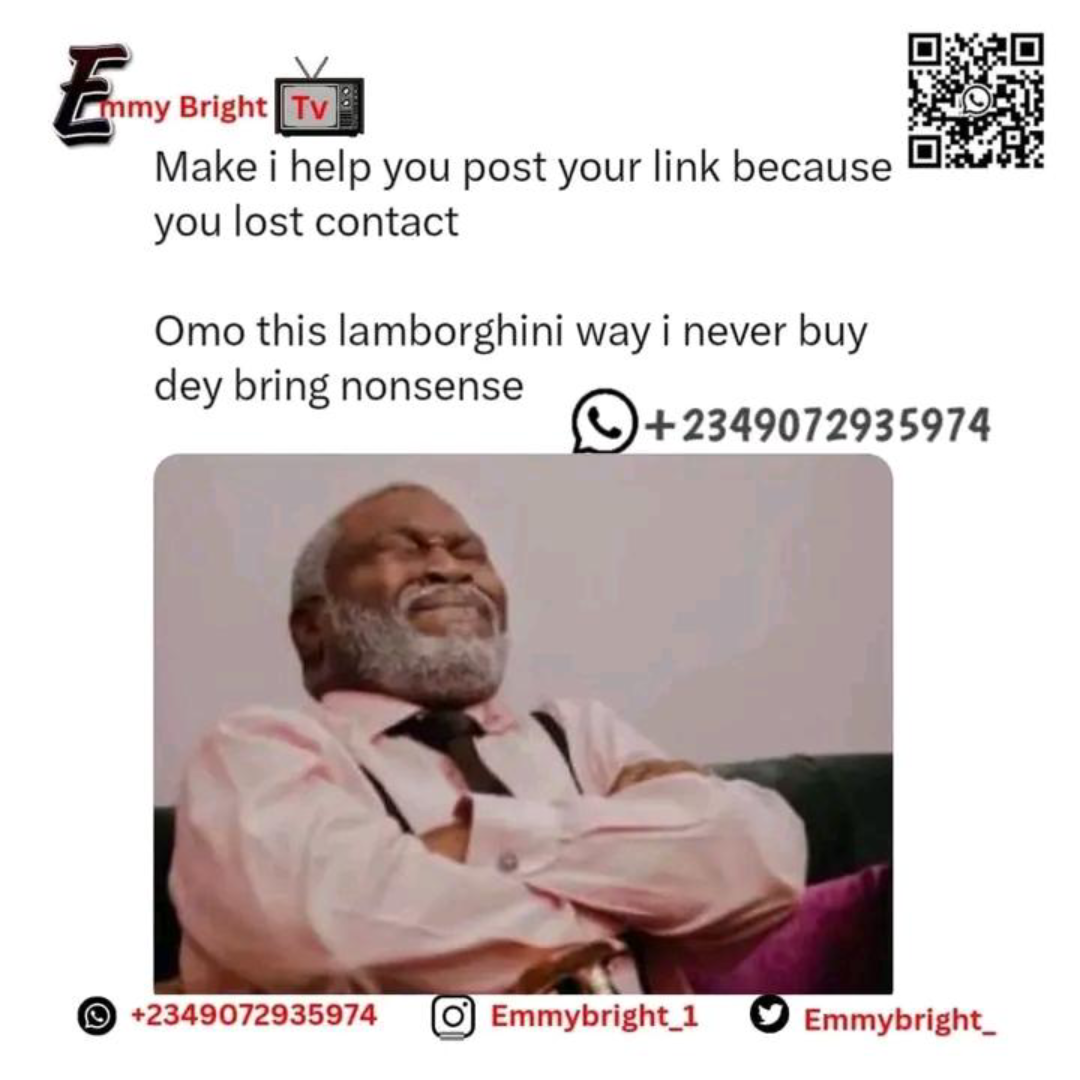 Emmy Bright Tv
Make i help you post your link because
you lost contact
Omo this lamborghini way i never buy
dey bring nonsense
+2349072935974
+2349072935974 Emmybright_1 Emmybright_